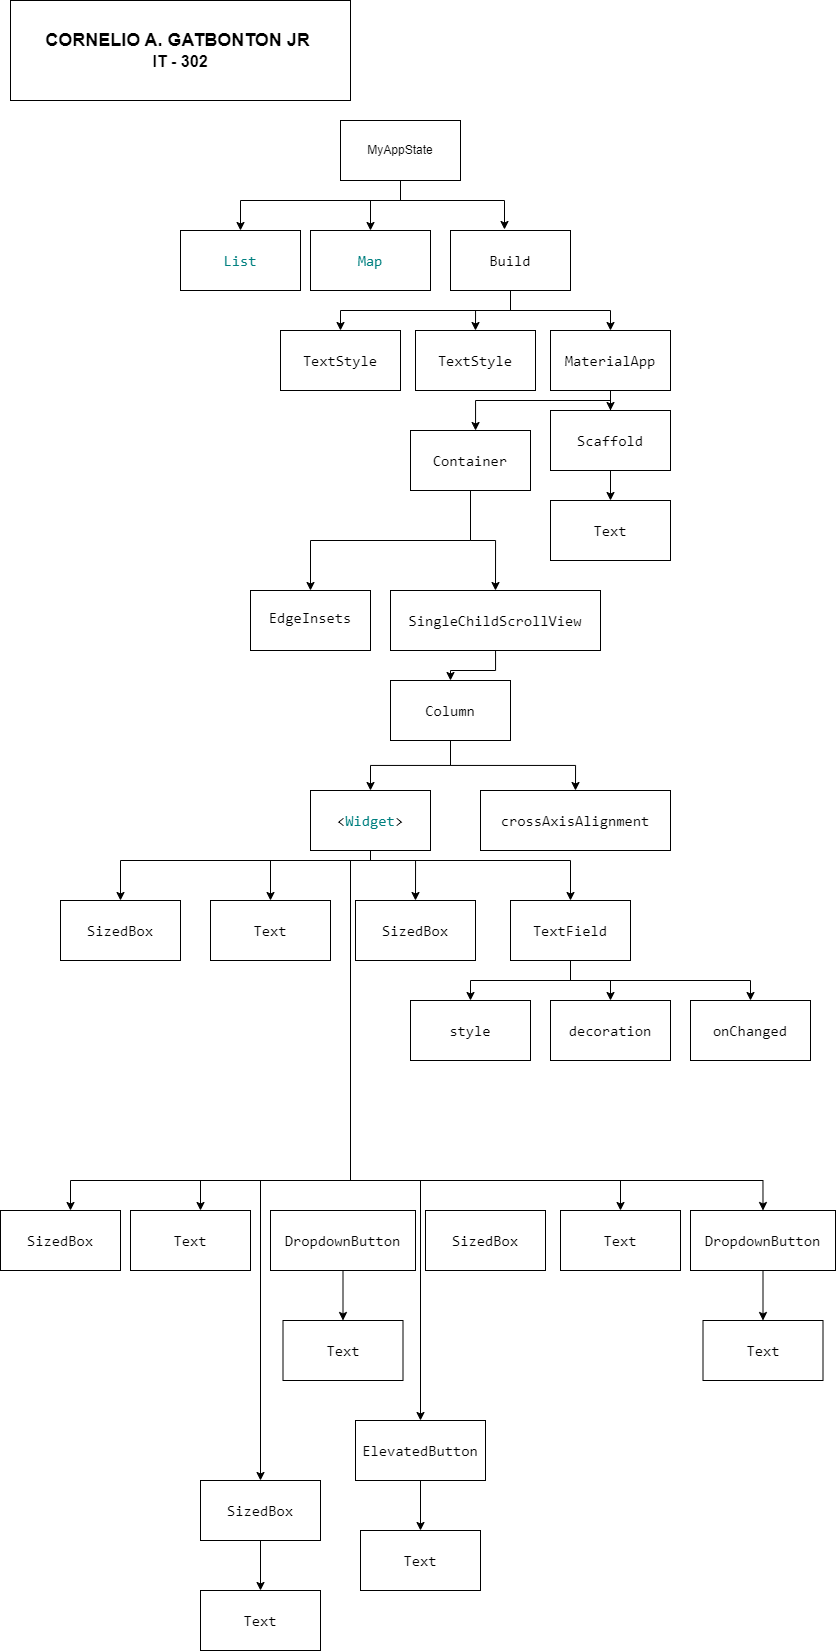 CORNELIO A. GATBONTON JR
IT - 302
MyAppState
List
Map
Build
TextStyle
TextStyle
MaterialApp
Scaffold
Container
Text
EdgeInsets
SingleChildScrollView
Column
<Widget>
crossAxisAlignment
SizedBox
Text
SizedBox
TextField
style
decoration
onChanged
SizedBox
Text
DropdownButton
SizedBox
Text
DropdownButton
Text
Text
ElevatedButton
SizedBox
Text
Text